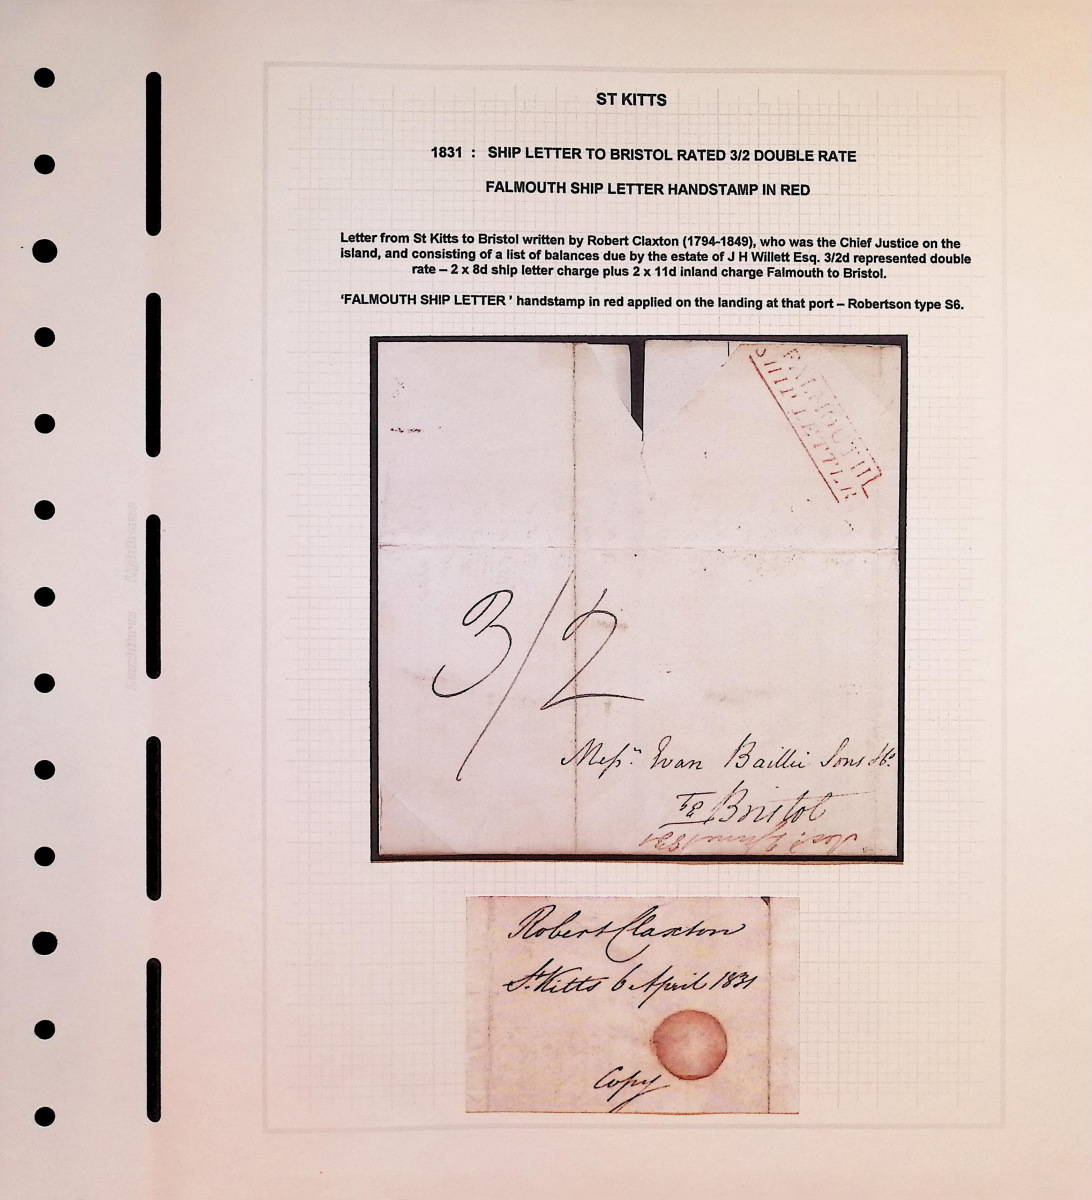 ST KITTS
1831 : SHIP LETTER TO BRISTOL RATED 3/2 DOUBLE RATE
FALMOUTH SHIP LETTER HANDSTAMP IN RED
Letter from St Kitts to Bristol written by Robert Claxton (1794-1849), who was the Chief Justice on the
Island, and consisting of a list of balances due by the estate of J H Willett Esq. 3/2d represented double
rate – 2 x 8d ship letter charge plus 2 x 11d inland charge Falmouth to Bristol.
‘FALMOUTH SHIP LETTER ’ handstamp in red applied on the landing at that port – Robertson type S6.
FALMOUTH
SHIP LETTER
3/2
Messrs Evan Baillie Sons & Co
Bristol
Robert Claxton
St. Kitts 6 April 1831
Copy